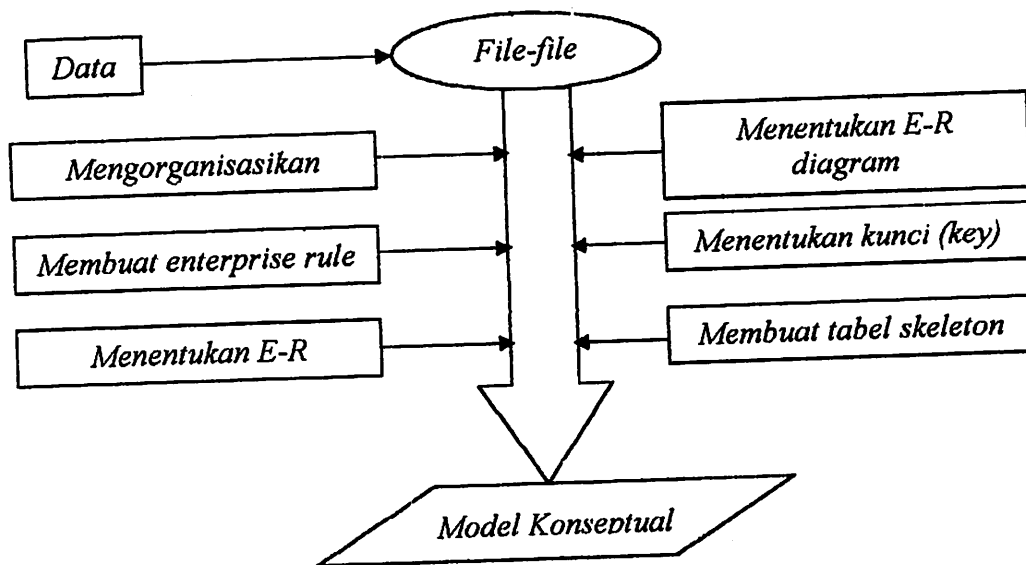 File-file
Data
Mengorganisasikan
Membuat enterprise rule
Menentukan E-R
Menentukan E-R
diagram
Menentukan kunci (key)
Membuat tabel skeleton
Model Konseptual